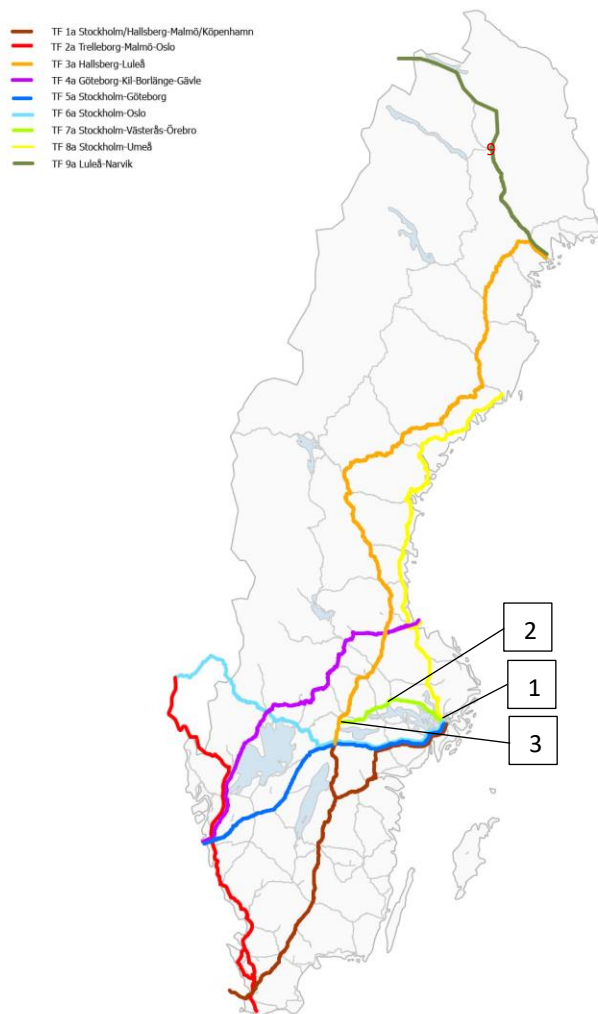 TF 1a Stockholm/Hallsberg-Malmö/Köpenhamn
TF 2a Trelleborg-Malmö-Oslo
TF 3a Hallsberg-Luleå
TF 4a Göteborg-Kil-Borlänge-Gävle
TF 5a Stockholm-Göteborg
TF 6a Stockholm-Oslo
TF 7a Stockholm-Västerås-Örebro
TF 8a Stockholm-Umeå
TF 9a Luleå-Narvik
9
2
1
3